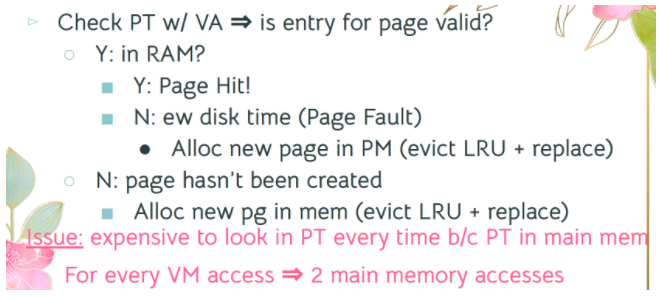 ▷ Check PT w/ VA ⇒ is entry for page valid?
○ Y: in RAM?
■ Y: Page Hit!
■ N: ew disk time (Page Fault)
● Alloc new page in PM (evict LRU + replace)
○ N: page hasn't been created
■ Alloc new pg in mem (evict LRU + replace)
Issue: expensive to look in PT every time b/c PT in main mem
For every VM access ⇒ 2 main memory accesses